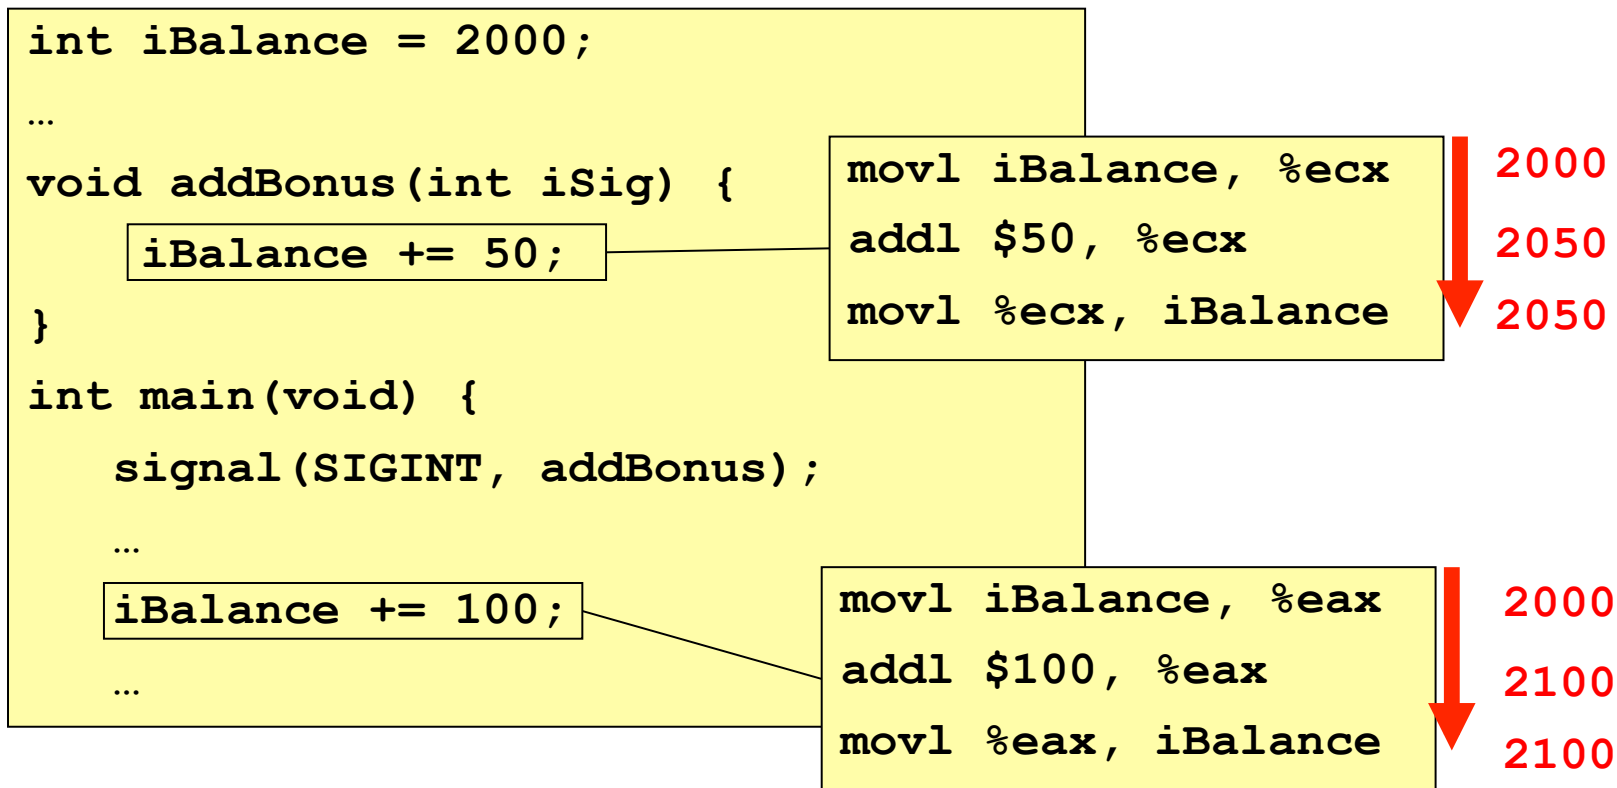 int iBalance = 2000;
…
void addBonus(int iSig) {
iBalance += 50;
}
int main(void) {
signal(SIGINT, addBonus);
…
iBalance += 100;
…
movl iBalance, %ecx
addl $50, %ecx
movl %ecx, iBalance
2000
2050
2050
movl iBalance, %eax
addl $100, %eax
movl %eax, iBalance
2000
2100
2100